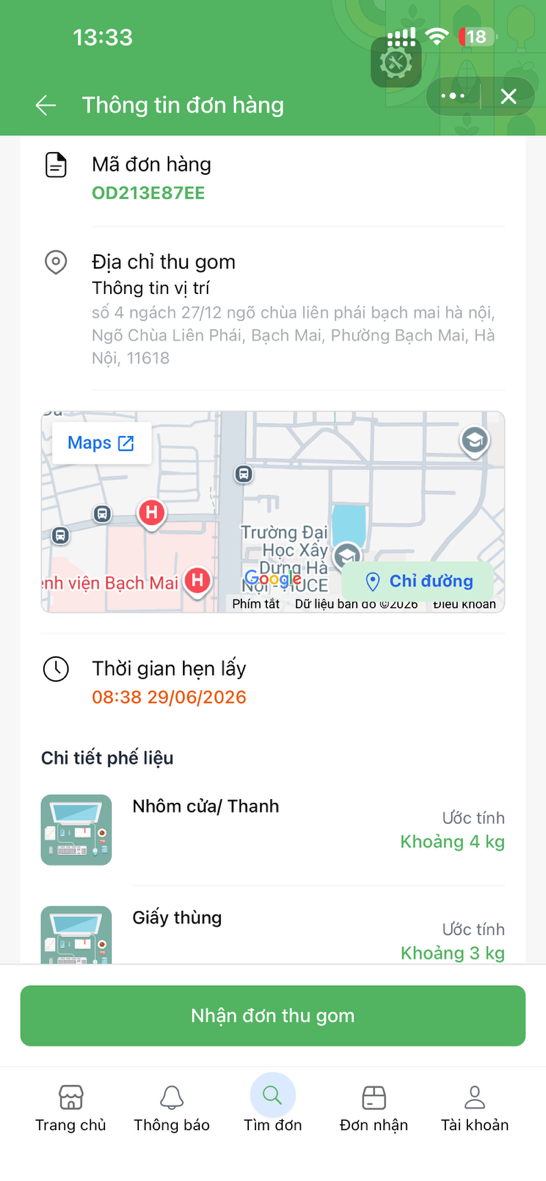 13:33
18
Thông tin đơn hàng
Mã đơn hàng
OD213E87EE
Địa chỉ thu gom
Thông tin vị trí
số 4 ngách 27/12 ngõ chùa liên phái bạch mai hà nội,
Ngõ Chùa Liên Phái, Bạch Mai, Phường Bạch Mai, Hà
Nội, 11618
Maps
H
Trường Đại
Học Xây
Dựng Hà
Nội - HUCE
nh viện Bạch Mai
H
Google
Chỉ đường
Phím tắt
Dữ liệu bản đồ ©2026
Điều khoản
Thời gian hẹn lấy
08:38 29/06/2026
Chi tiết phế liệu
Nhôm cửa/ Thanh
Ước tính
Khoảng 4 kg
Giấy thùng
Ước tính
Khoảng 3 kg
Nhận đơn thu gom
Trang chủ
Thông báo
Tìm đơn
Đơn nhận
Tài khoản